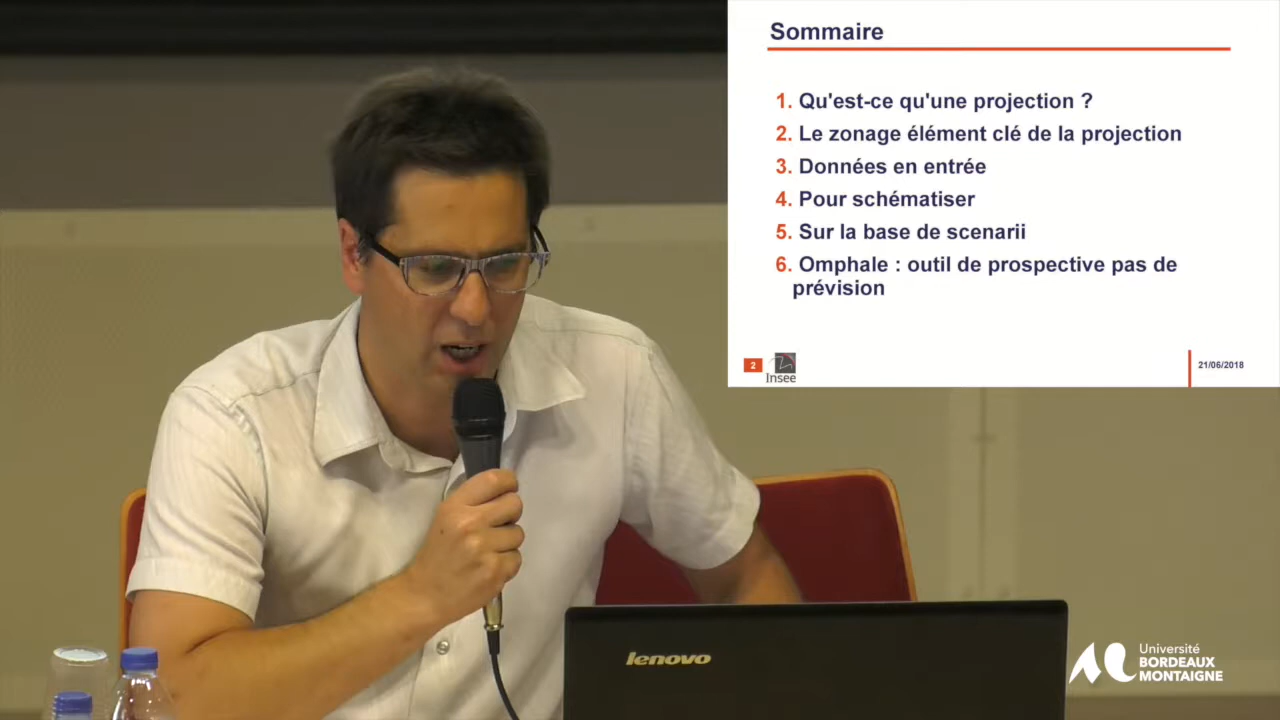 Sommaire
1. Qu'est-ce qu'une projection ?
2. Le zonage élément clé de la projection
3. Données en entrée
4. Pour schématiser
5. Sur la base de scenarii
6. Omphale : outil de prospective pas de
prévision
2
Insee
21/06/2018
lenovo
Université
BORDEAUX
MONTAIGNE